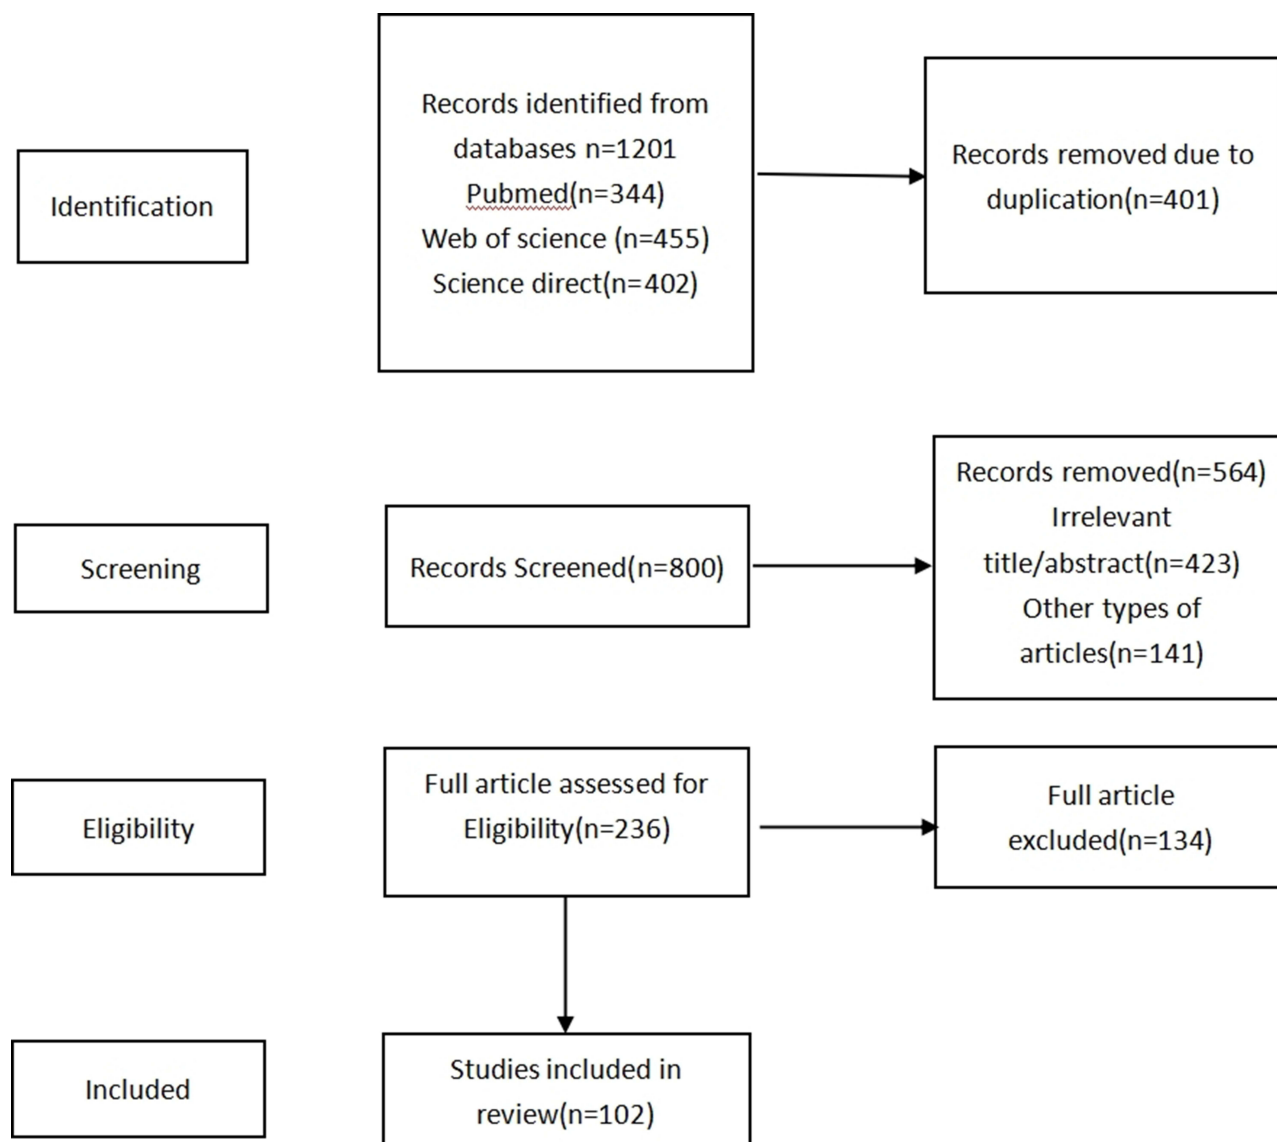 Identification
Records identified from
databases n=1201
Pubmed(n=344)
Web of science (n=455)
Science direct(n=402)
Records removed due to
duplication(n=401)
Screening
Records Screened(n=800)
Records removed(n=564)
Irrelevant
title/abstract(n=423)
Other types of
articles(n=141)
Eligibility
Full article assessed for
Eligibility(n=236)
Full article
excluded(n=134)
Included
Studies included in
review(n=102)